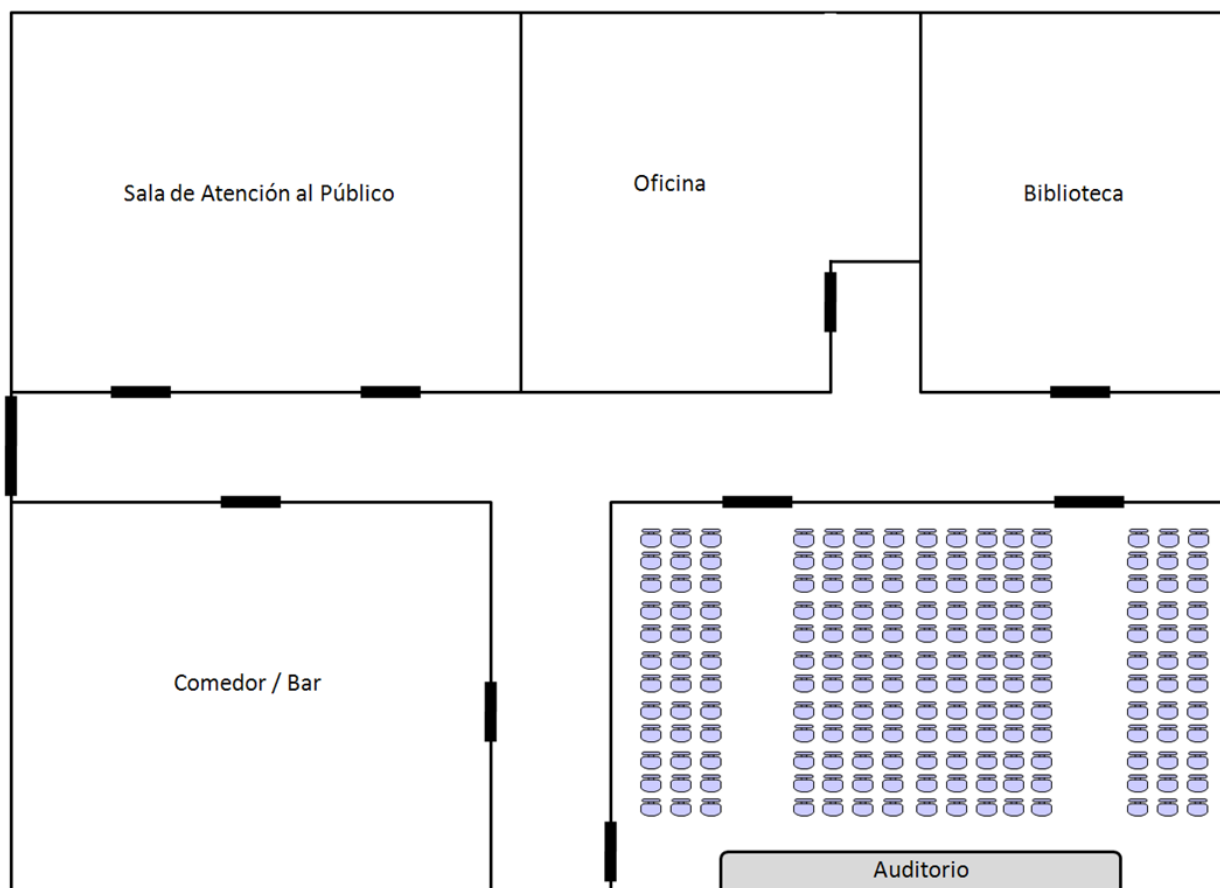 Sala de Atención al Público
Oficina
Biblioteca
Comedor / Bar
Auditorio